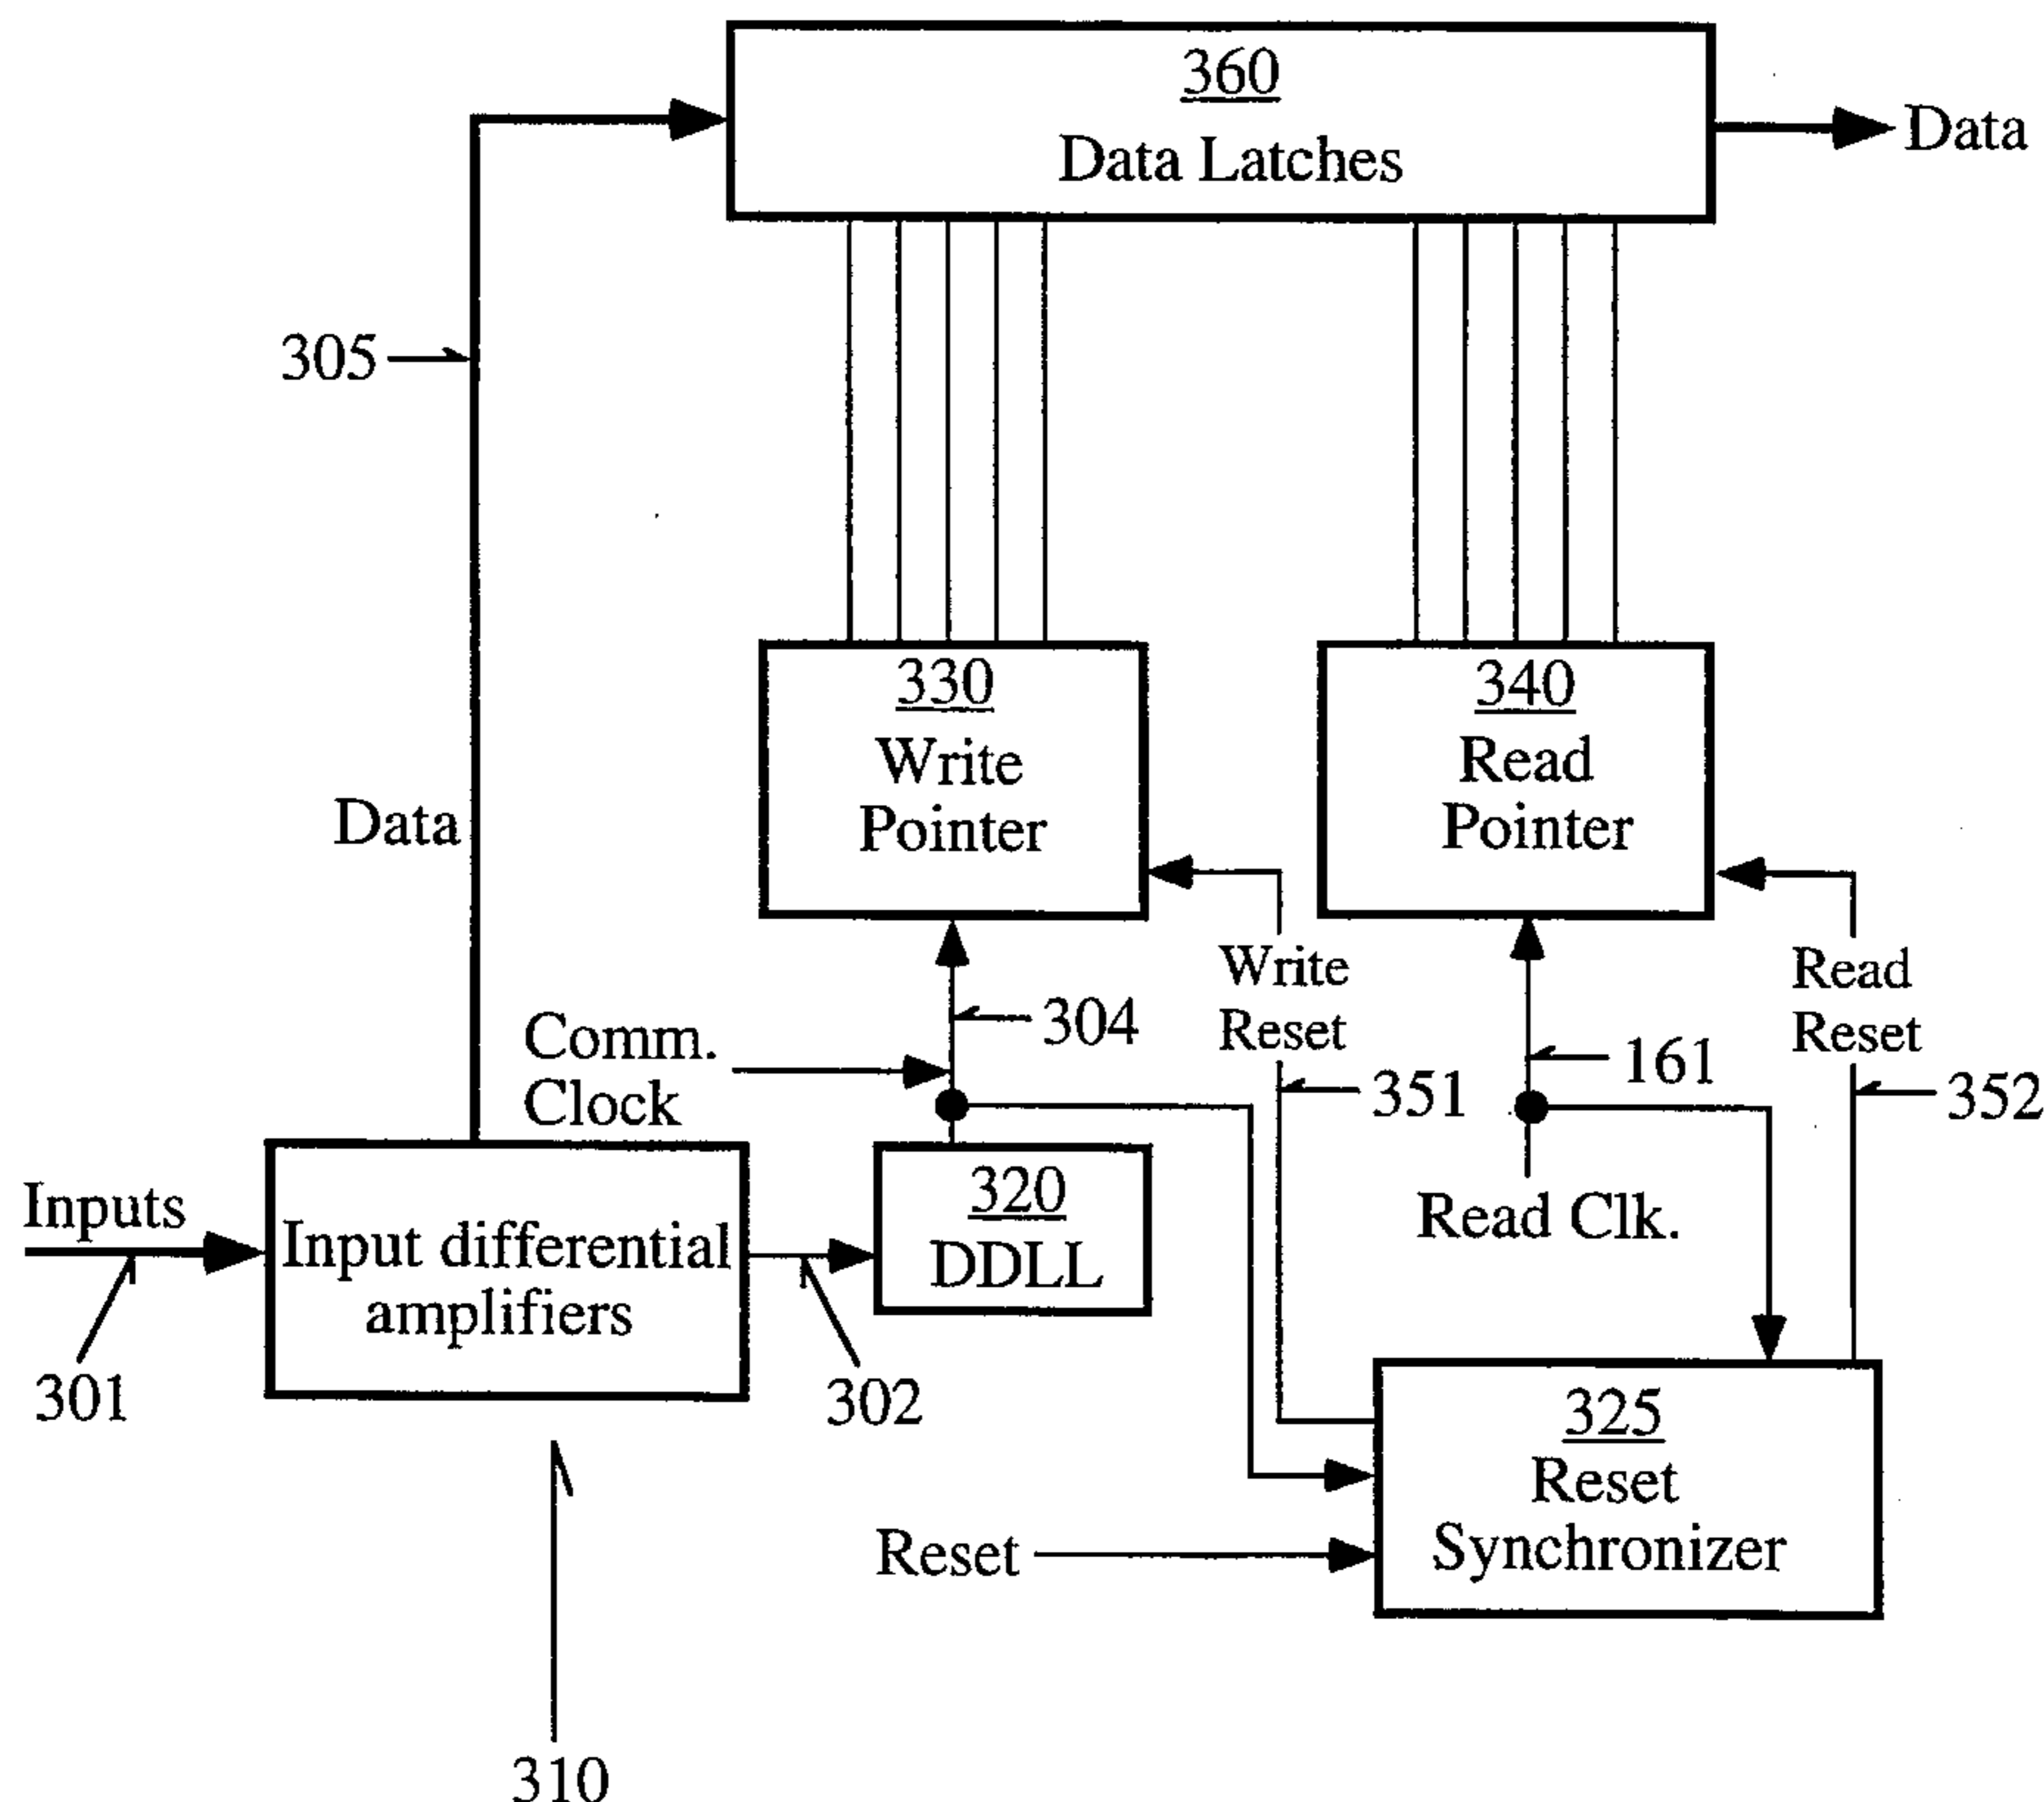 360
Data Latches
Data
305
330
Write
Pointer
340
Read
Pointer
Data
Write
Reset
Read
Reset
304
Comm.
Clock
161
351
352
Inputs
Input differential
amplifiers
320
DDLL
Read Clk.
301
302
325
Reset
Synchronizer
Reset
310